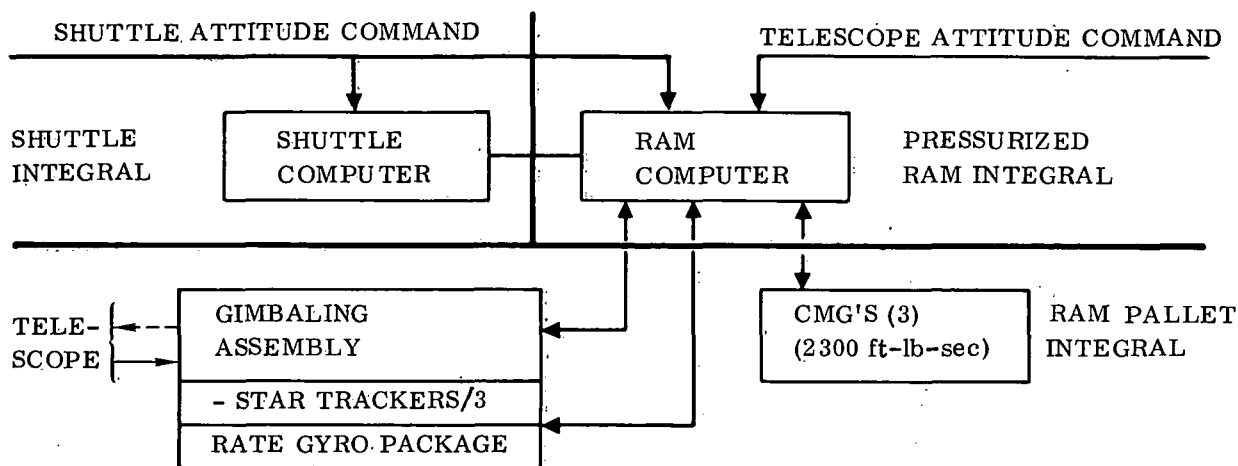 SHUTTLE ATTITUDE COMMAND
TELESCOPE ATTITUDE COMMAND
SHUTTLE
INTEGRAL
SHUTTLE
COMPUTER
RAM
COMPUTER
PRESSURIZED
RAM INTEGRAL
TELE-
SCOPE
GIMBALING
ASSEMBLY
- STAR TRACKERS/3
RATE GYRO PACKAGE
CMG'S (3)
(2300 ft-lb-sec)
RAM PALLET
INTEGRAL